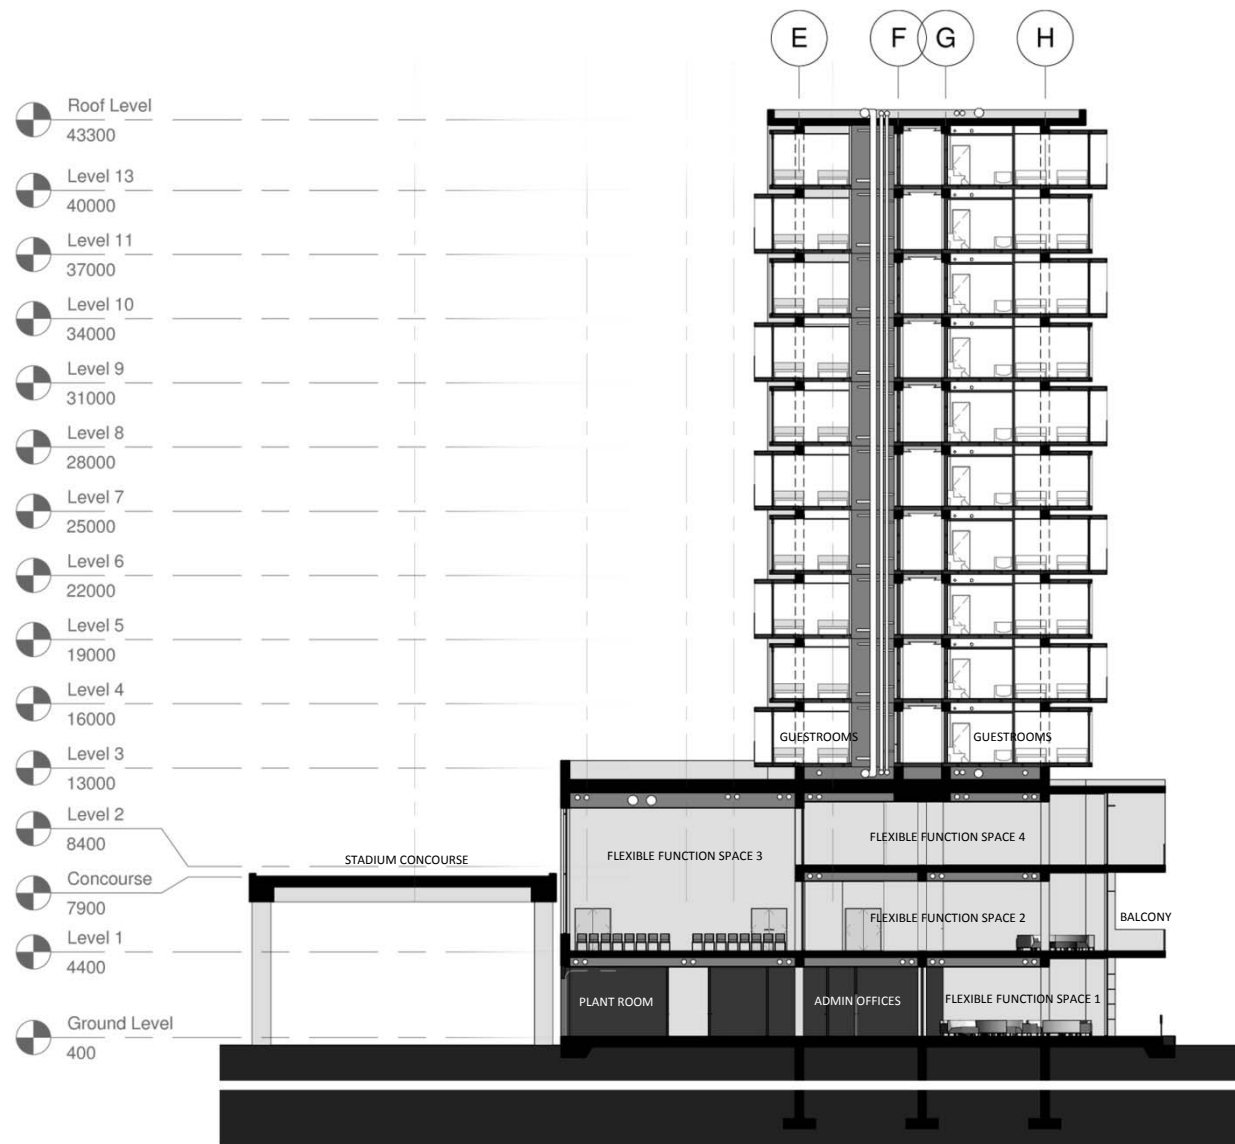 E F G H
Roof Level
43300
Level 13
40000
Level 11
37000
Level 10
34000
Level 9
31000
Level 8
28000
Level 7
25000
Level 6
22000
Level 5
19000
Level 4
16000
GUESTROOMS GUESTROOMS
Level 3
13000
Level 2
8400
FLEXIBLE FUNCTION SPACE 4
STADIUM CONCOURSE FLEXIBLE FUNCTION SPACE 3
Concourse
7900
FLEXIBLE FUNCTION SPACE 2 BALCONY
Level 1
4400
PLANT ROOM ADMIN OFFICES FLEXIBLE FUNCTION SPACE 1
Ground Level
400